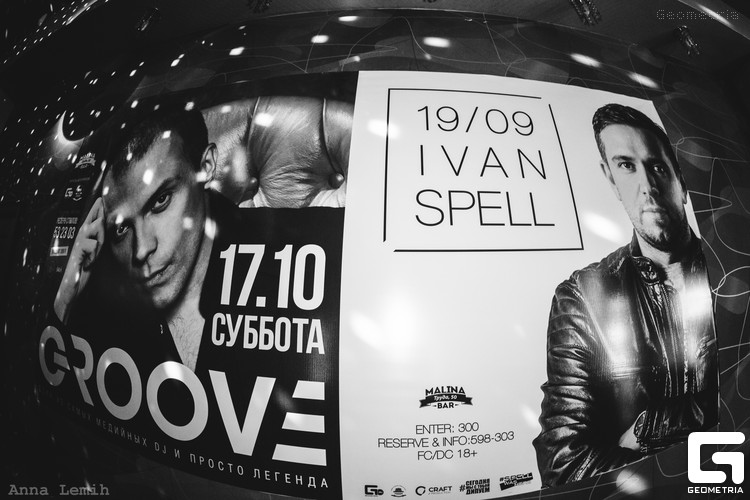 Geometria
17.10
СУББОТА
GROOVE
МЕДИЙНЫХ DJ И ПРОСТО ЛЕГЕНДА
19/09
IVAN
SPELL
MALINA
Труда, 50
BAR
ENTER: 300
RESERVE & INFO:598-303
FC/DC 18+
CRAFT
Anna Lemih
GEOMETRIA